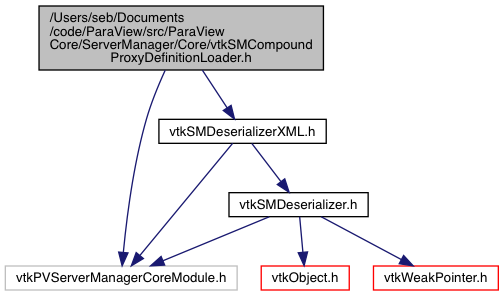 /Users/seb/Documents
/code/ParaView/src/ParaView
Core/ServerManager/Core/vtkSMCompound
ProxyDefinitionLoader.h
vtkSMDeserializerXML.h
vtkSMDeserializer.h
vtkPVServerManagerCoreModule.h
vtkObject.h
vtkWeakPointer.h